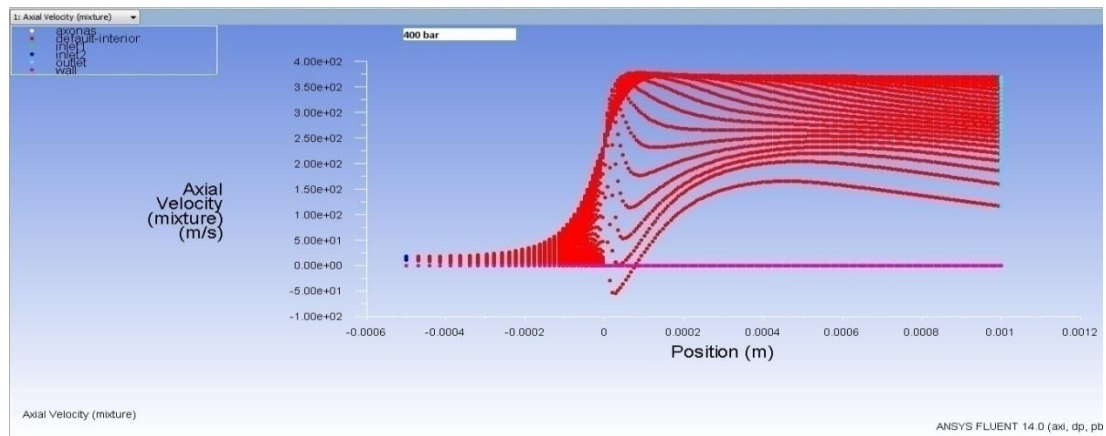 1: Axial Velocity (mixture)
axonas
default-interior
inlet1
inlet2
outlet
wall
400 bar
4.00e+02
3.50e+02
3.00e+02
2.50e+02
2.00e+02
1.50e+02
1.00e+02
5.00e+01
0.00e+00
-5.00e+01
-1.00e+02
Axial
Velocity
(mixture)
(m/s)
-0.0006
-0.0004
-0.0002
0
0.0002
0.0004
0.0006
0.0008
0.001
0.0012
Position (m)
Axial Velocity (mixture)
ANSYS FLUENT 14.0 (axi, dp, pb